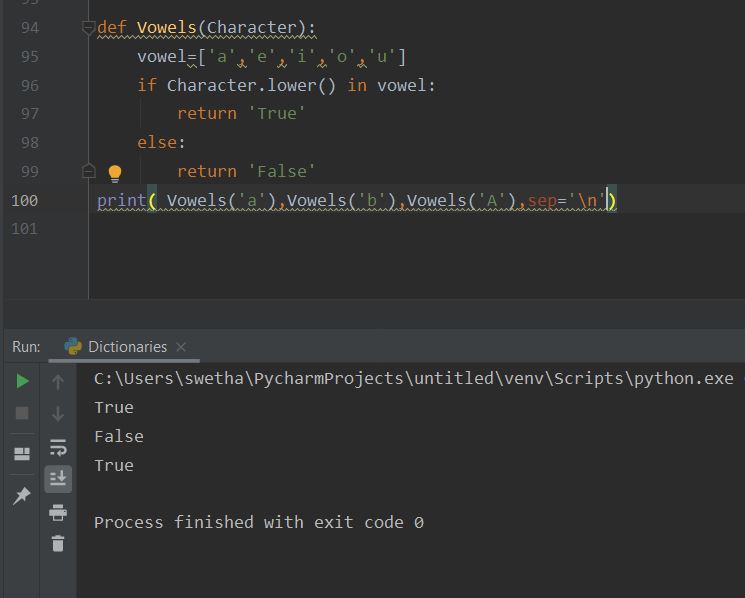 94 def Vowels(Character):
95     vowel=['a','e','i','o','u']
96     if Character.lower() in vowel:
97         return 'True'
98     else:
99         return 'False'
100 print( Vowels('a'),Vowels('b'),Vowels('A'),sep='\n')
101
Run: Dictionaries ×
C:\Users\swetha\PycharmProjects\untitled\venv\Scripts\python.exe
True
False
True
Process finished with exit code 0